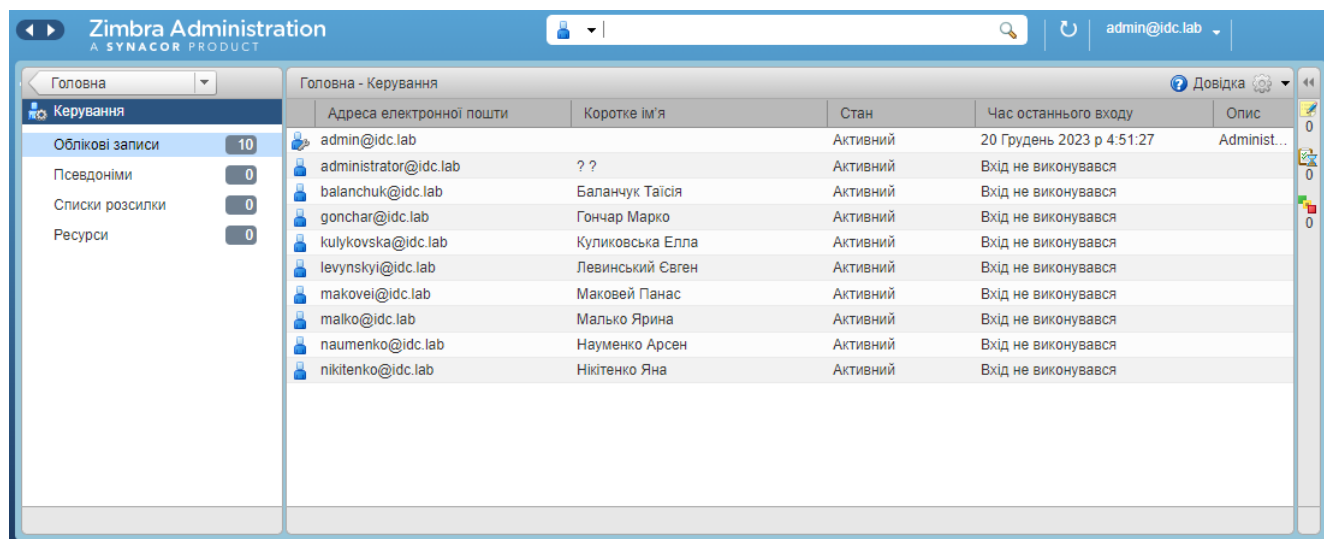 Zimbra Administration
A SYNACOR PRODUCT
admin@idc.lab
Головна
Керування
Облікові записи 10
Псевдоніми 0
Списки розсилки 0
Ресурси 0
Головна - Керування
Довідка
Адреса електронної пошти Коротке ім'я Стан Час останнього входу Опис
admin@idc.lab Активний 20 Грудень 2023 р 4:51:27 Administ...
administrator@idc.lab ? ? Активний Вхід не виконувався
balanchuk@idc.lab Баланчук Таїсія Активний Вхід не виконувався
gonchar@idc.lab Гончар Марко Активний Вхід не виконувався
kulykovska@idc.lab Куликовська Елла Активний Вхід не виконувався
levynskyi@idc.lab Левинський Євген Активний Вхід не виконувався
makovei@idc.lab Маковей Панас Активний Вхід не виконувався
malko@idc.lab Малько Ярина Активний Вхід не виконувався
naumenko@idc.lab Науменко Арсен Активний Вхід не виконувався
nikitenko@idc.lab Нікітенко Яна Активний Вхід не виконувався
0
0
0